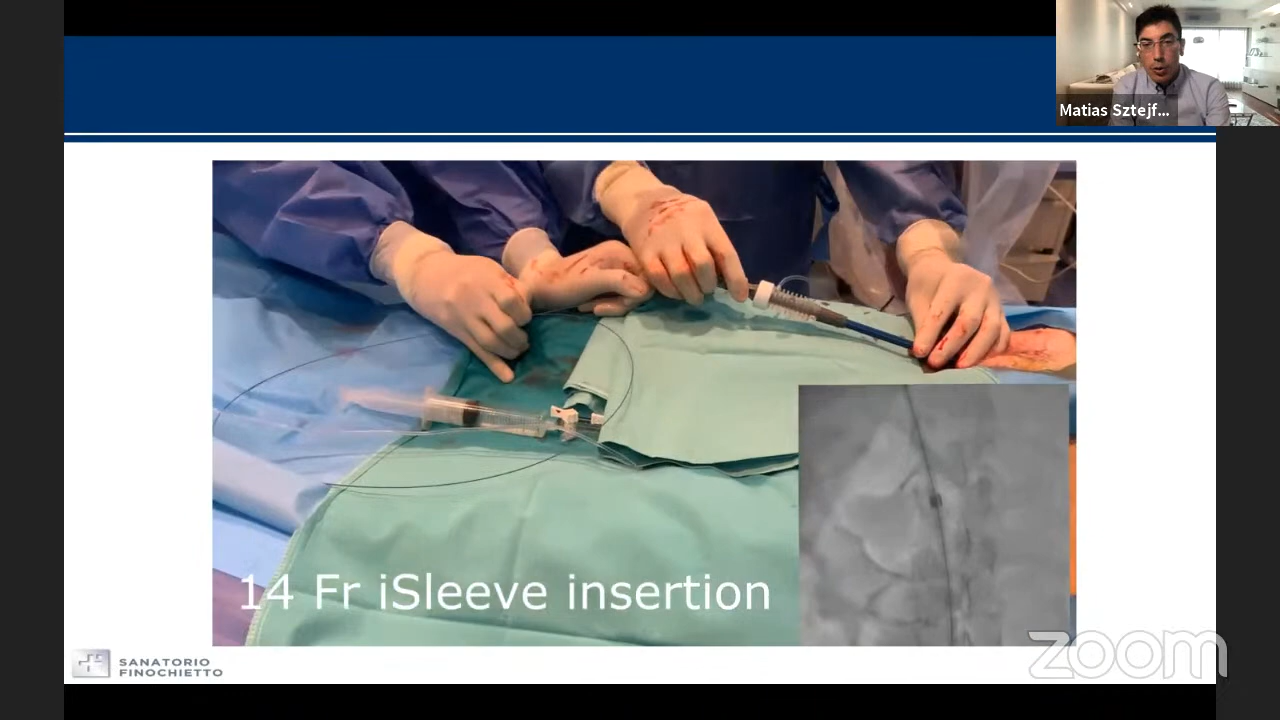 Matias Sztejf...
14 Fr iSleeve insertion
SANATORIO
FINOCHIETTO
zoom